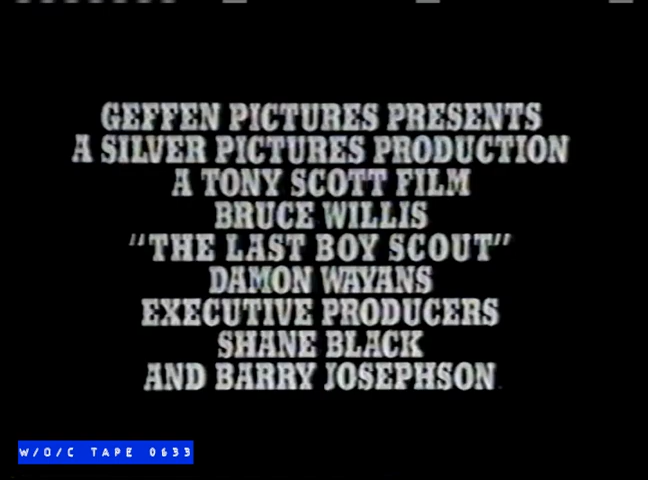 GEFFEN PICTURES PRESENTS
A SILVER PICTURES PRODUCTION
A TONY SCOTT FILM
BRUCE WILLIS
"THE LAST BOY SCOUT"
DAMON WAYANS
EXECUTIVE PRODUCERS
SHANE BLACK
AND BARRY JOSEPHSON
W/O/C TAPE 0633